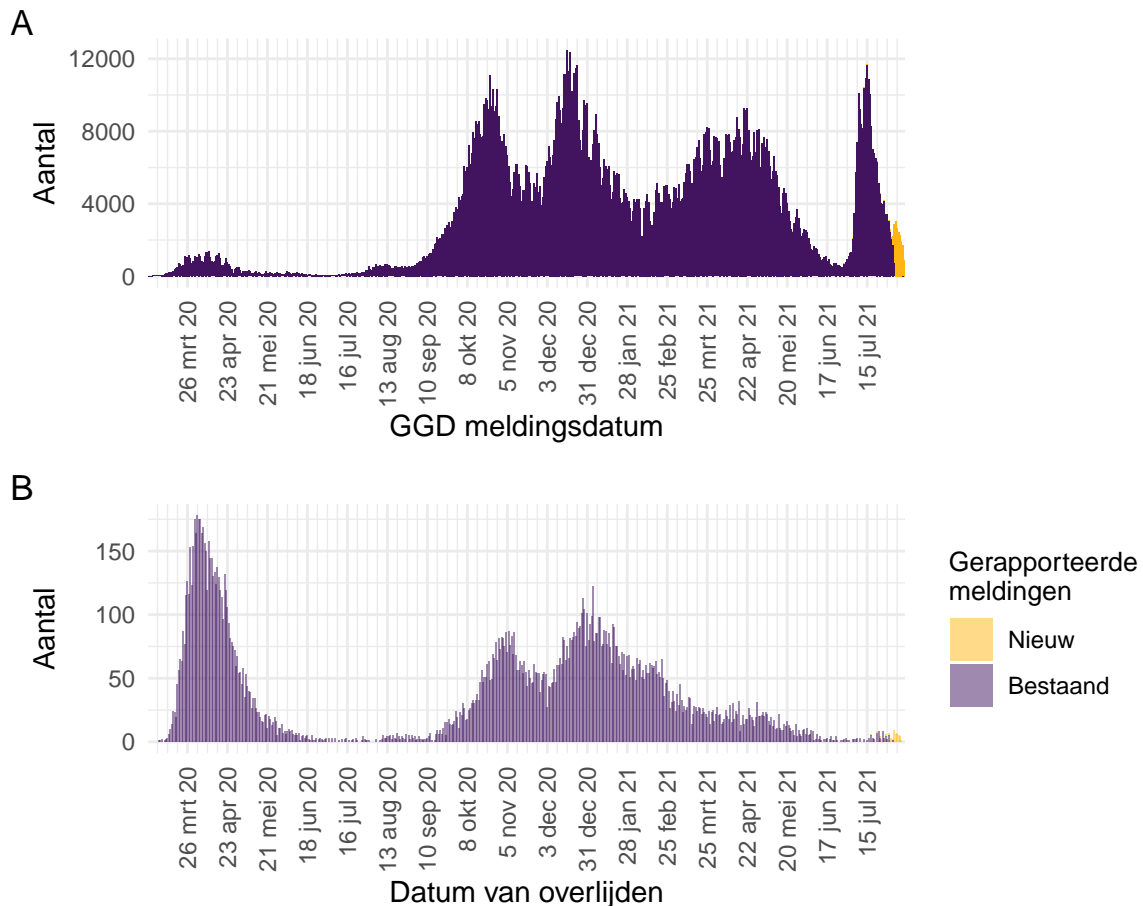 A
12000
8000
4000
0
Aantal
26 mrt 20
23 apr 20
21 mei 20
18 jun 20
16 jul 20
13 aug 20
10 sep 20
8 okt 20
5 nov 20
3 dec 20
31 dec 20
28 jan 21
25 feb 21
25 mrt 21
22 apr 21
20 mei 21
17 jun 21
15 jul 21
GGD meldingsdatum
B
150
100
50
0
Aantal
26 mrt 20
23 apr 20
21 mei 20
18 jun 20
16 jul 20
13 aug 20
10 sep 20
8 okt 20
5 nov 20
3 dec 20
31 dec 20
28 jan 21
25 feb 21
25 mrt 21
22 apr 21
20 mei 21
17 jun 21
15 jul 21
Datum van overlijden
Gerapporteerde
meldingen
Nieuw
Bestaand